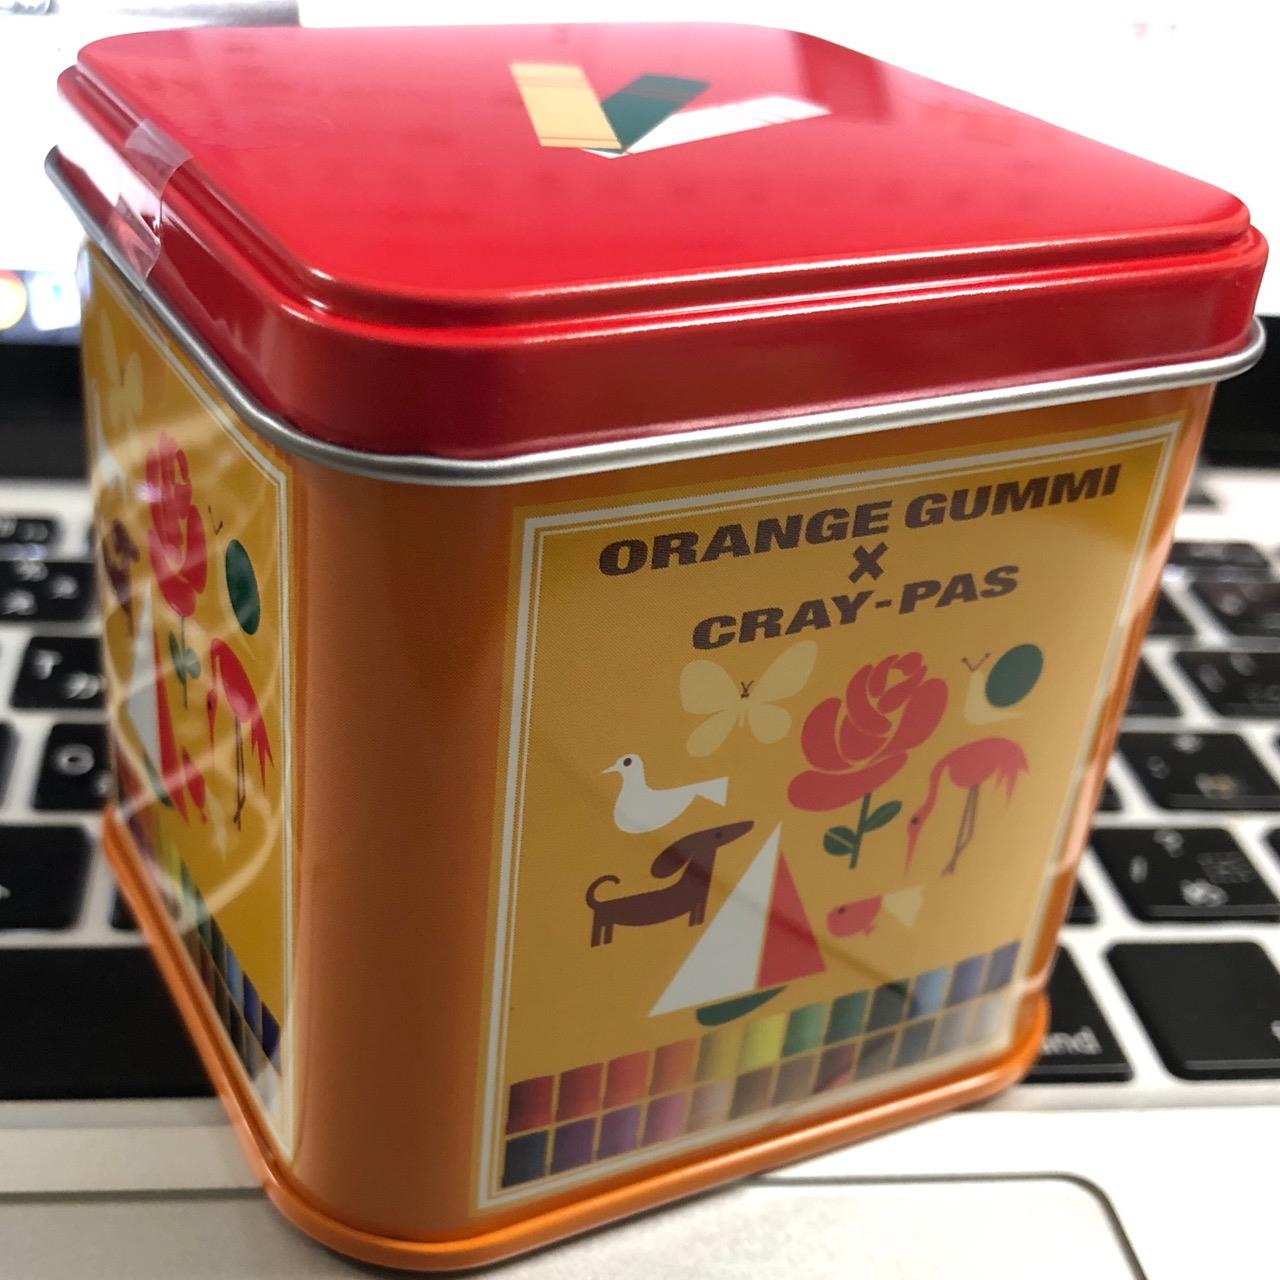 ORANGE GUMMI
×
CRAY-PAS